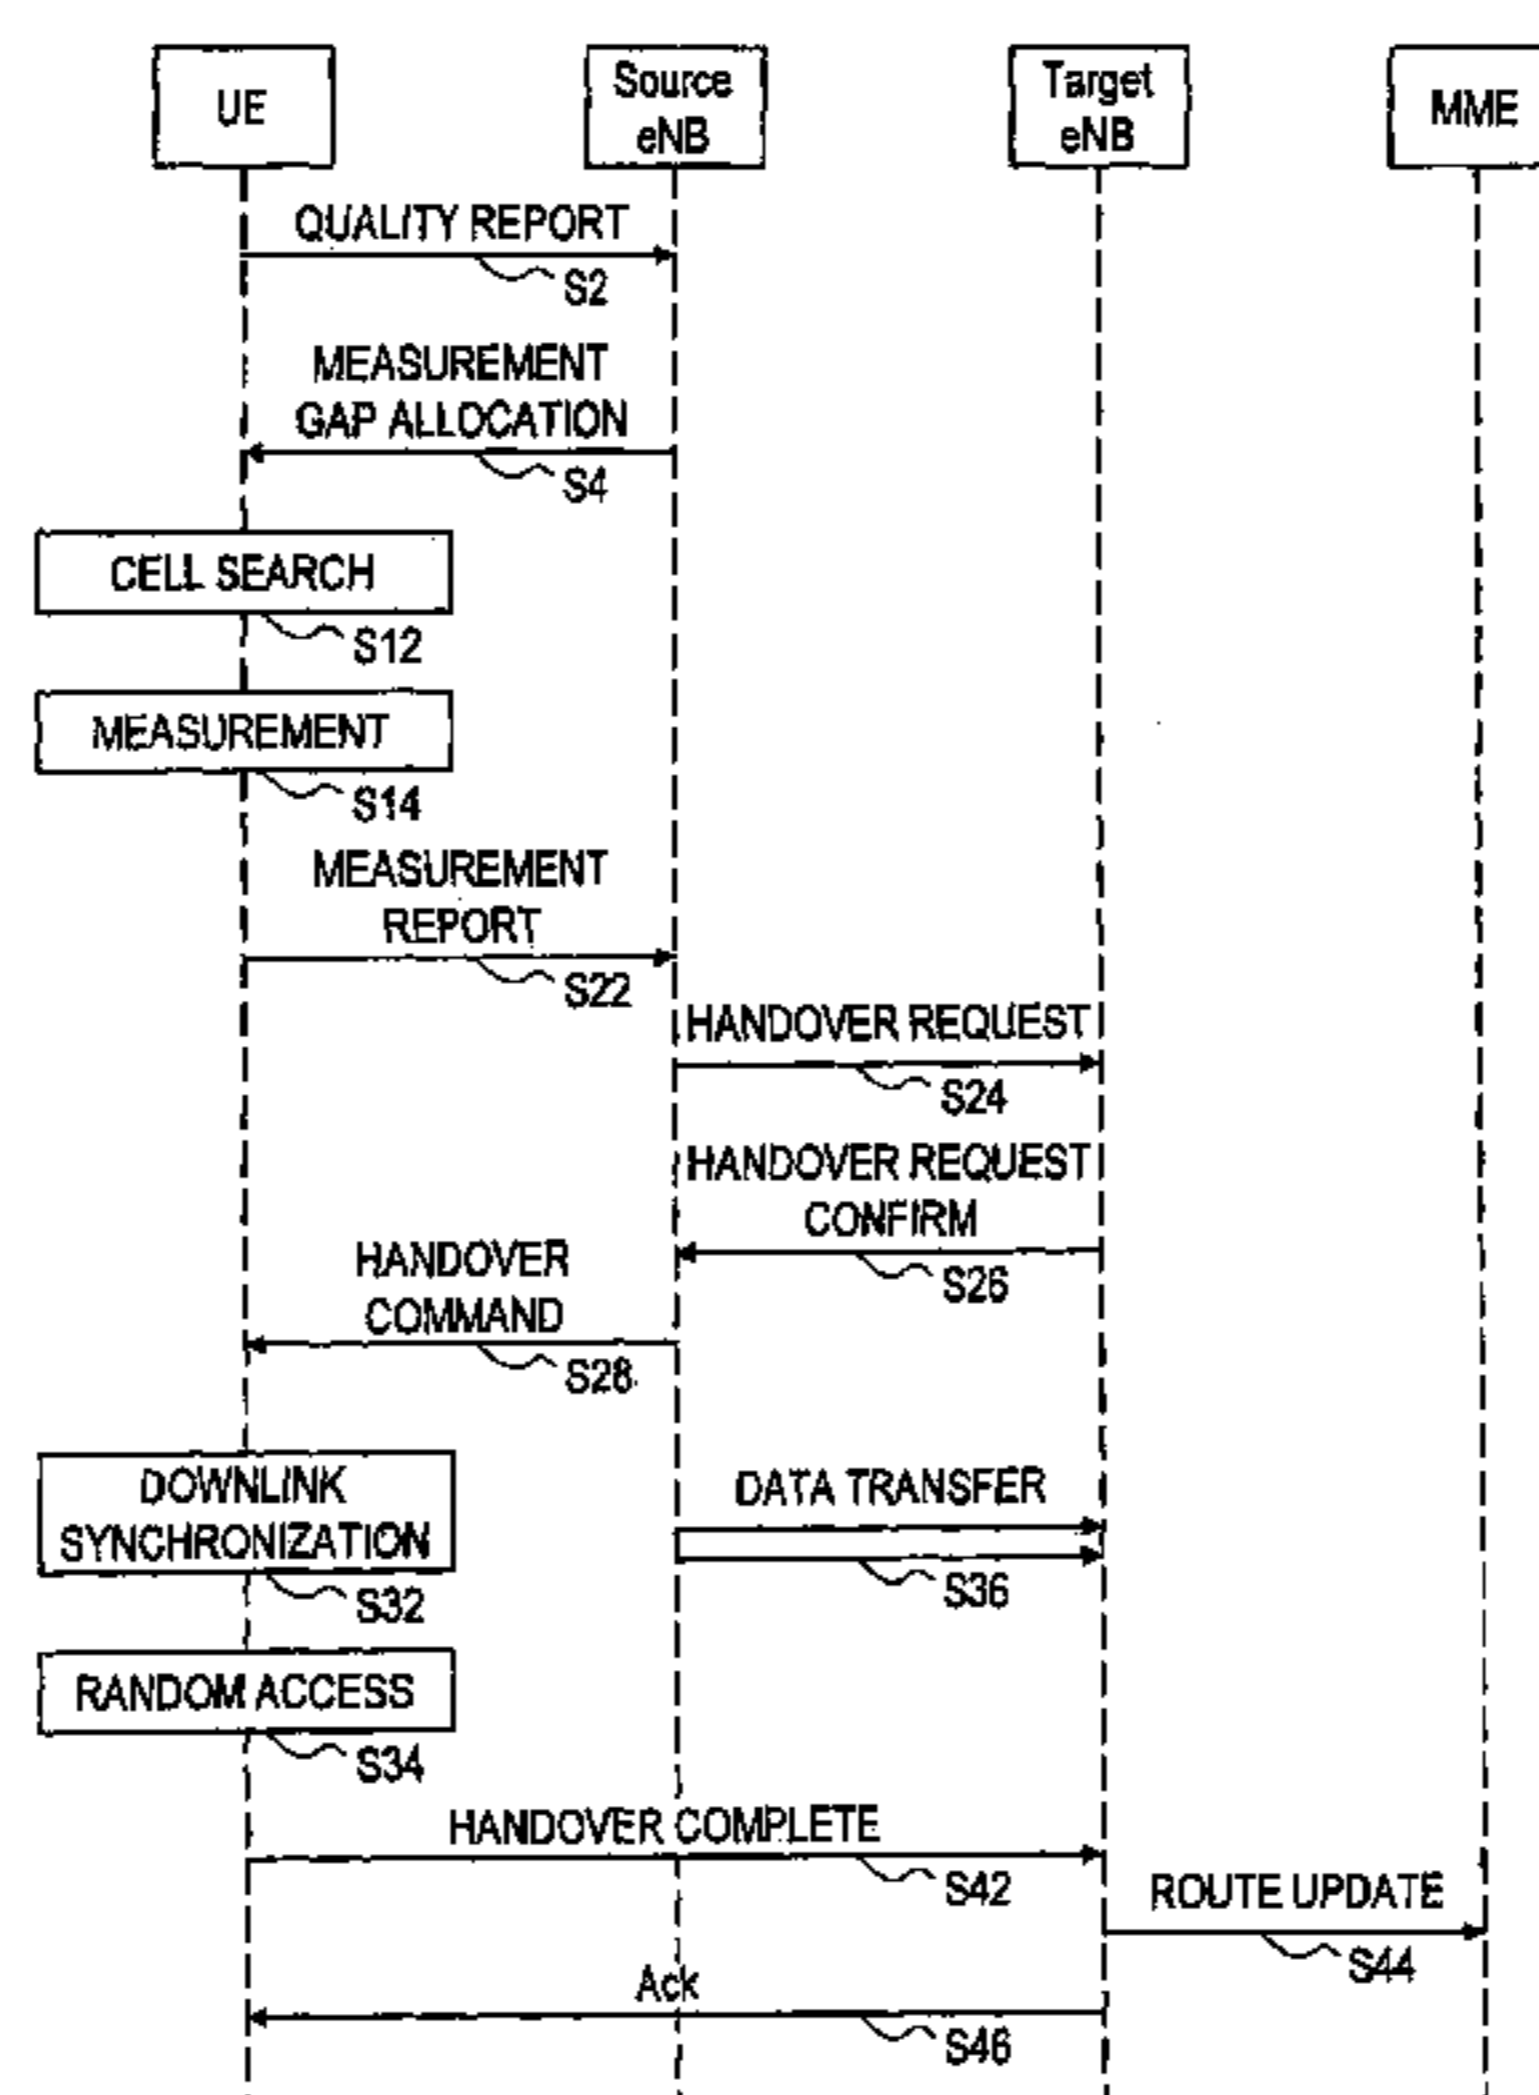 UE
Source
eNB
Target
eNB
MME
QUALITY REPORT
S2
MEASUREMENT
GAP ALLOCATION
S4
CELL SEARCH
S12
MEASUREMENT
S14
MEASUREMENT
REPORT
S22
HANDOVER REQUEST
S24
HANDOVER REQUEST
CONFIRM
S26
HANDOVER
COMMAND
S28
DOWNLINK
SYNCHRONIZATION
S32
DATA TRANSFER
S36
RANDOM ACCESS
S34
HANDOVER COMPLETE
S42
ROUTE UPDATE
S44
Ack
S46